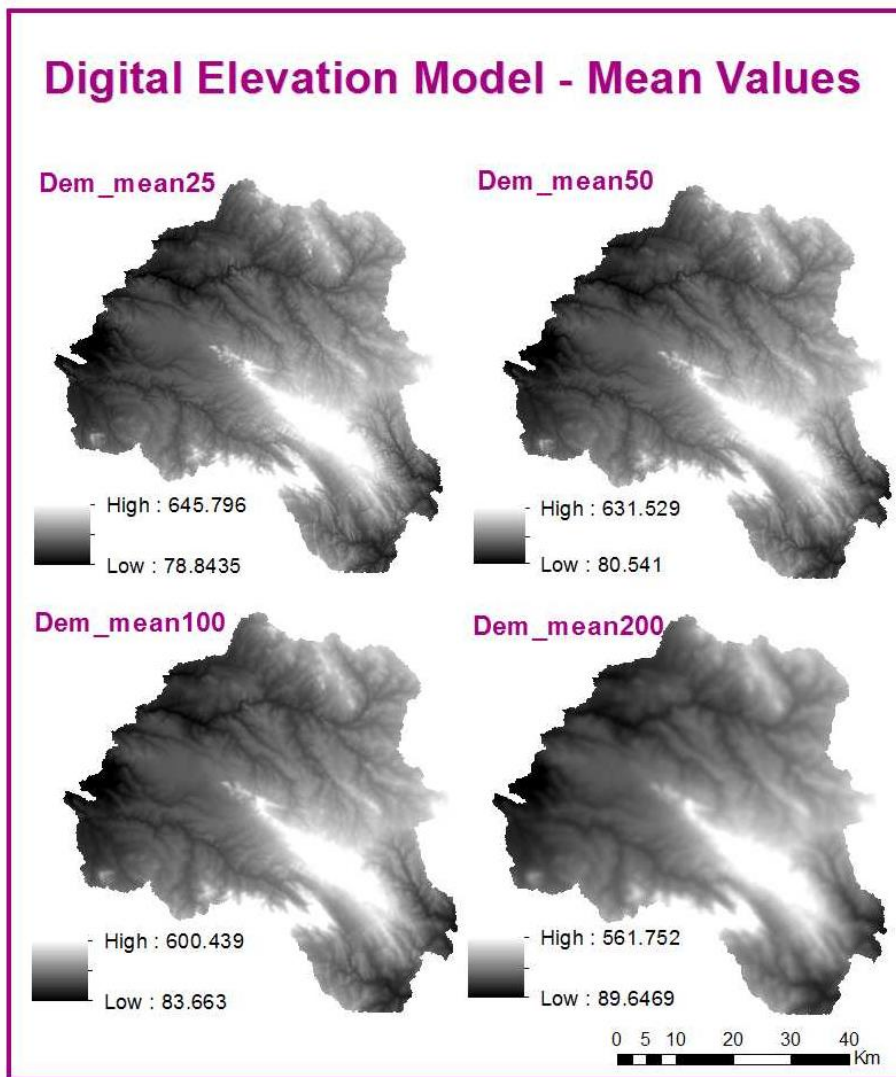 Digital Elevation Model - Mean Values
Dem_mean25
High : 645.796
Low : 78.8435
Dem_mean50
High : 631.529
Low : 80.541
Dem_mean100
High : 600.439
Low : 83.663
Dem_mean200
High : 561.752
Low : 89.6469
0 5 10 20 30 40
Km